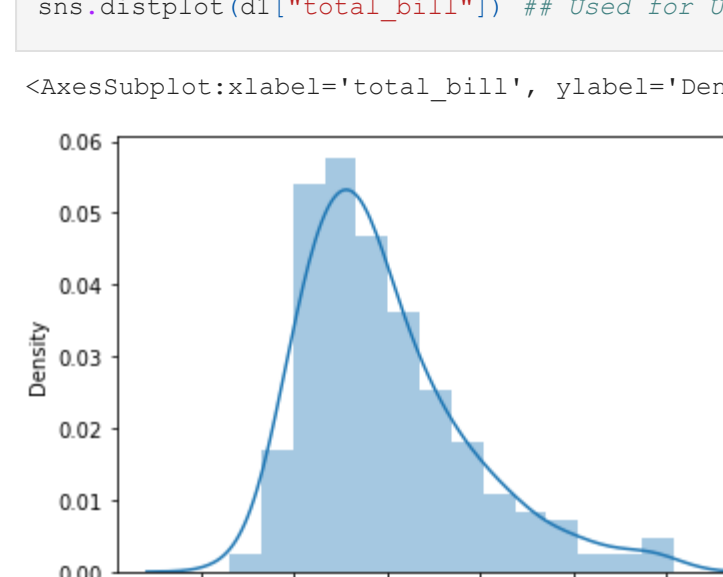 sns.distplot(d1["total_bill"]) ## Used for U
<AxesSubplot:xlabel='total_bill', ylabel='Den
0.06
0.05
0.04
Density
0.03
0.02
0.01
0.00